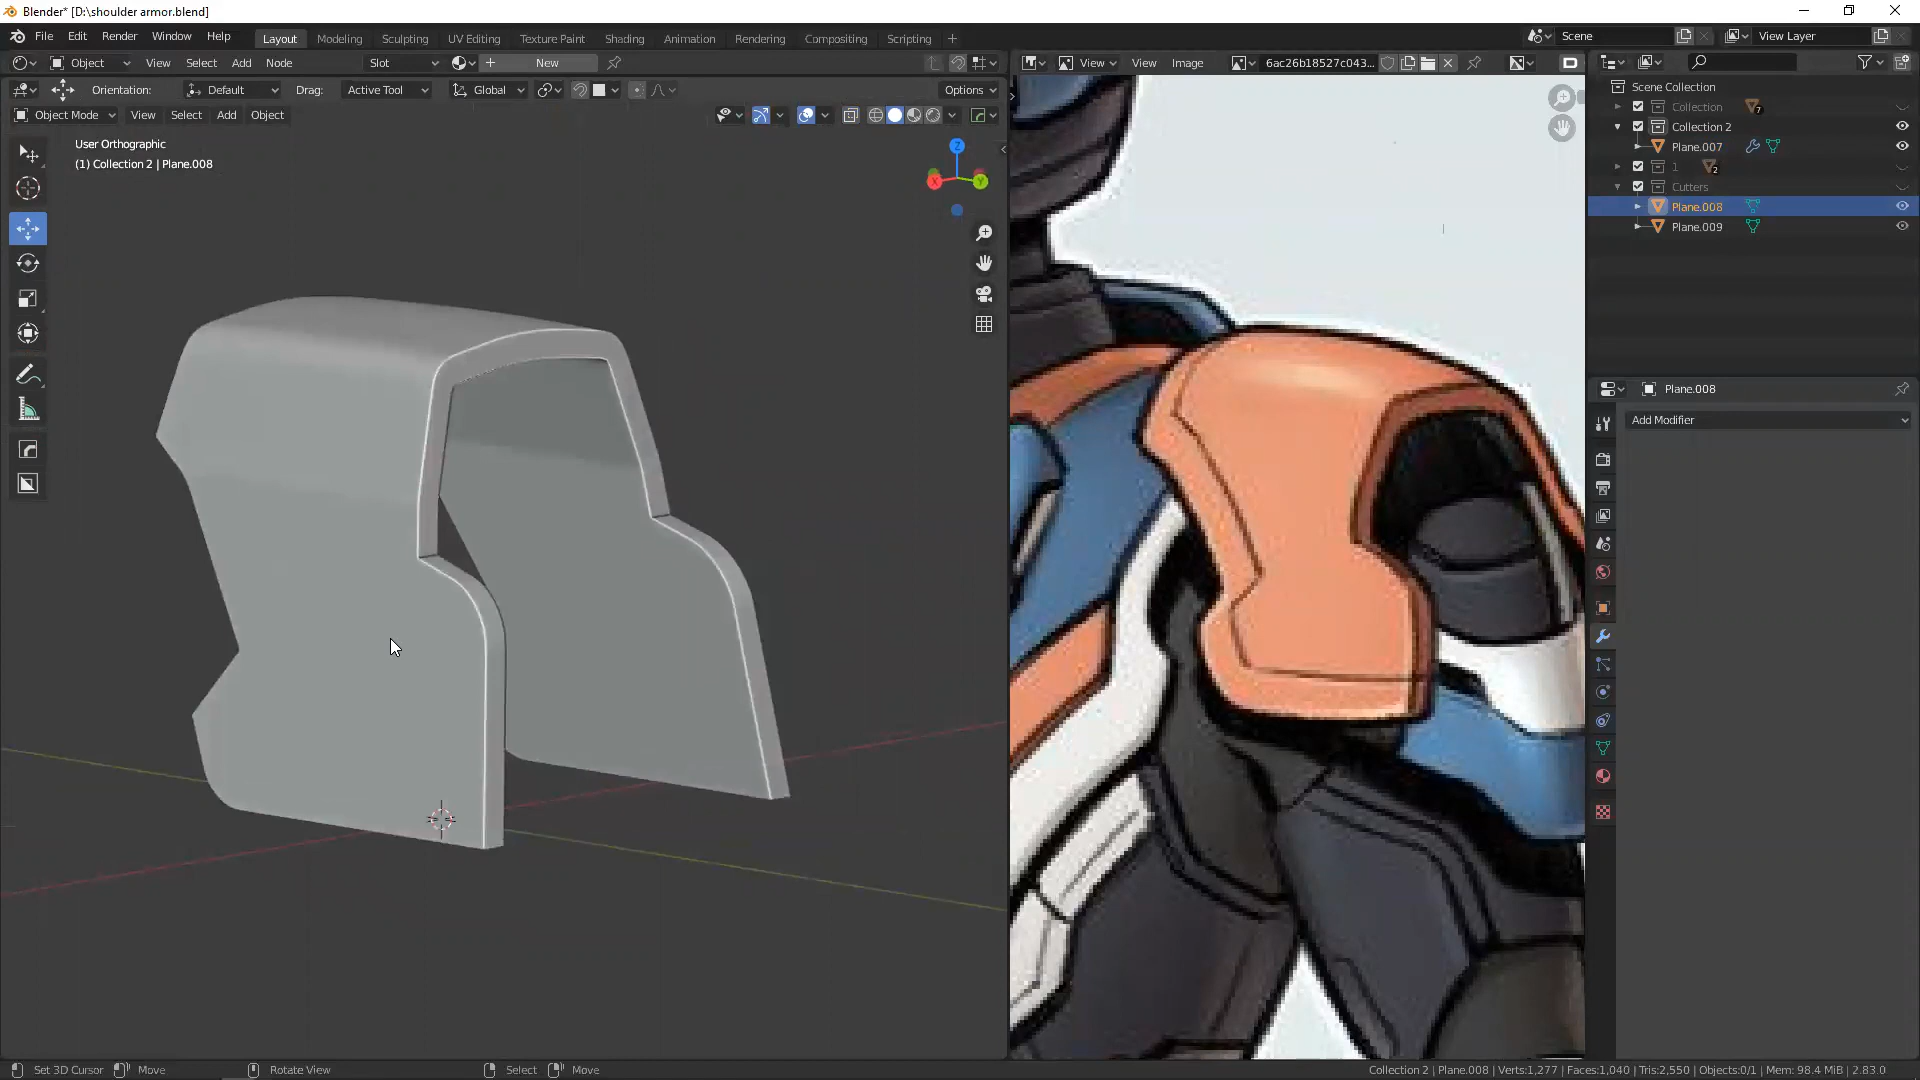 Blender* [D:\shoulder armor.blend]
File Edit Render Window Help
Layout Modeling Sculpting UV Editing Texture Paint Shading Animation Rendering Compositing Scripting +
Scene
View Layer
Object View Select Add Node Slot New
View View Image 6ac26b18527c043...
Orientation: Default Drag: Active Tool Global Options
Object Mode View Select Add Object
User Orthographic
(1) Collection 2 | Plane.008
Z
X
Y
Scene Collection
Collection 7
Collection 2
Plane.007
1 2
Cutters
Plane.008
Plane.009
Plane.008
Add Modifier
Set 3D Cursor Move Rotate View Select Move
Collection 2 | Plane.008 | Verts:1,277 | Faces:1,040 | Tris:2,550 | Objects:0/1 | Mem: 98.4 MiB | 2.83.0